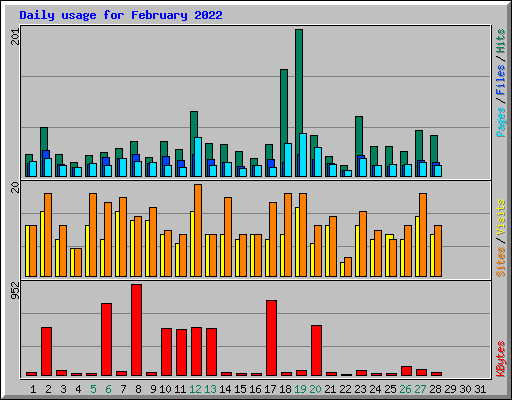 Daily usage for February 2022
201
Pages / Files / Hits
20
Sites / Visits
952
KBytes
1 2 3 4 5 6 7 8 9 10 11 12 13 14 15 16 17 18 19 20 21 22 23 24 25 26 27 28 29 30 31